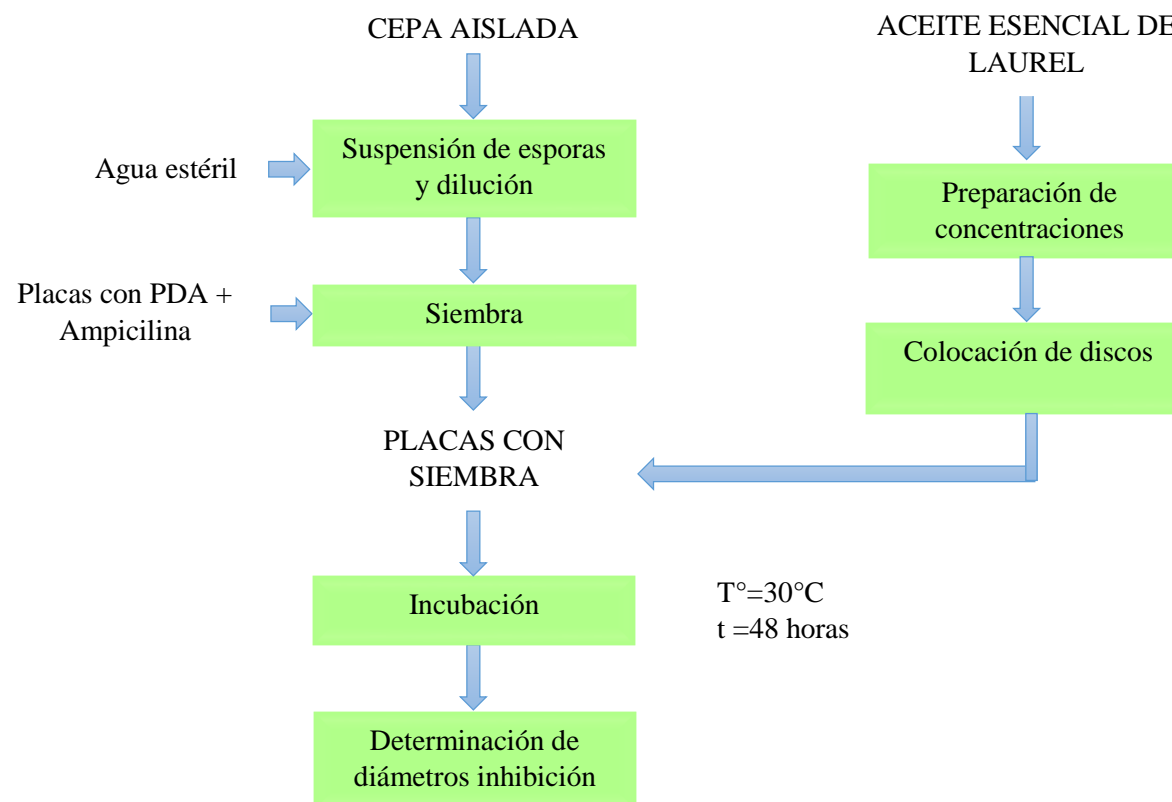 CEPA AISLADA
ACEITE ESENCIAL DE
LAUREL
Agua estéril
Suspensión de esporas
y dilución
Preparación de
concentraciones
Placas con PDA +
Ampicilina
Siembra
Colocación de discos
PLACAS CON
SIEMBRA
Incubación
T°=30°C
t =48 horas
Determinación de
diámetros inhibición